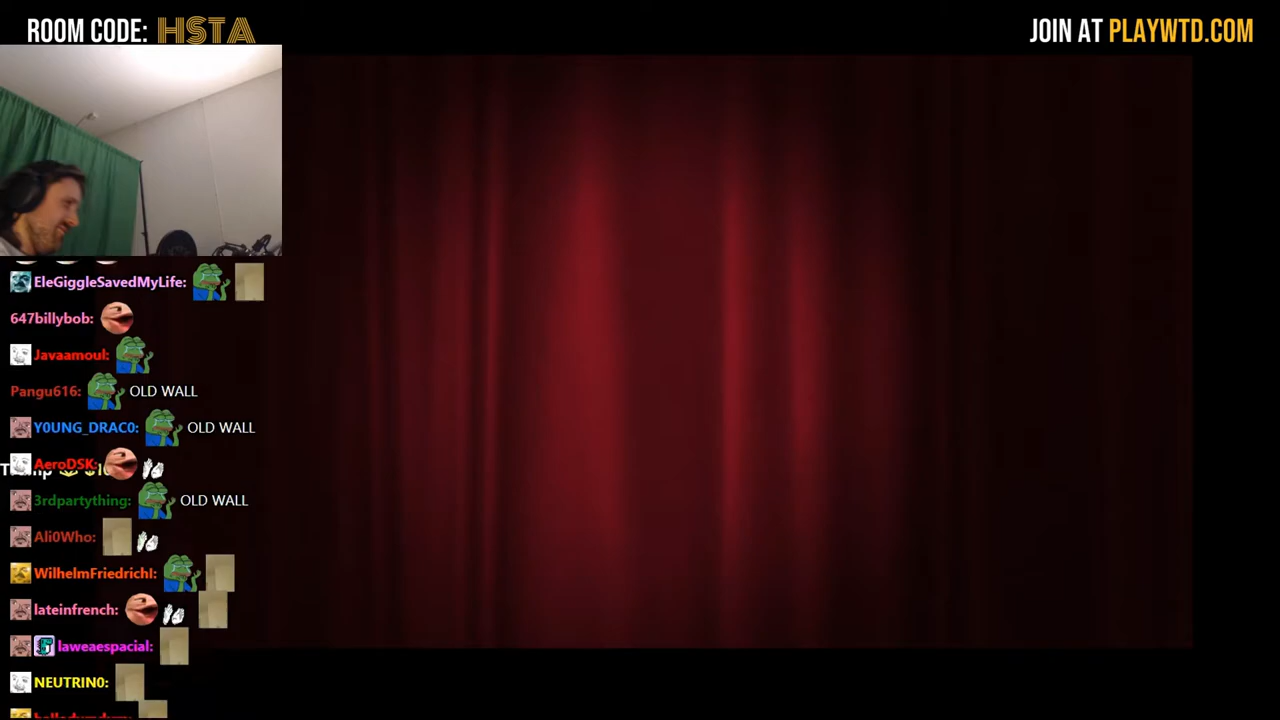 ROOM CODE: HSTA
JOIN AT PLAYWTD.COM
EleGiggleSavedMyLife:
647billybob:
Javaamoul:
Pangu616: OLD WALL
Y0UNG_DRAC0: OLD WALL
AeroDSK:
3rdpartything: OLD WALL
Ali0Who:
WilhelmFriedrichI:
lateinfrench:
laweaespacial:
NEUTRIN0: